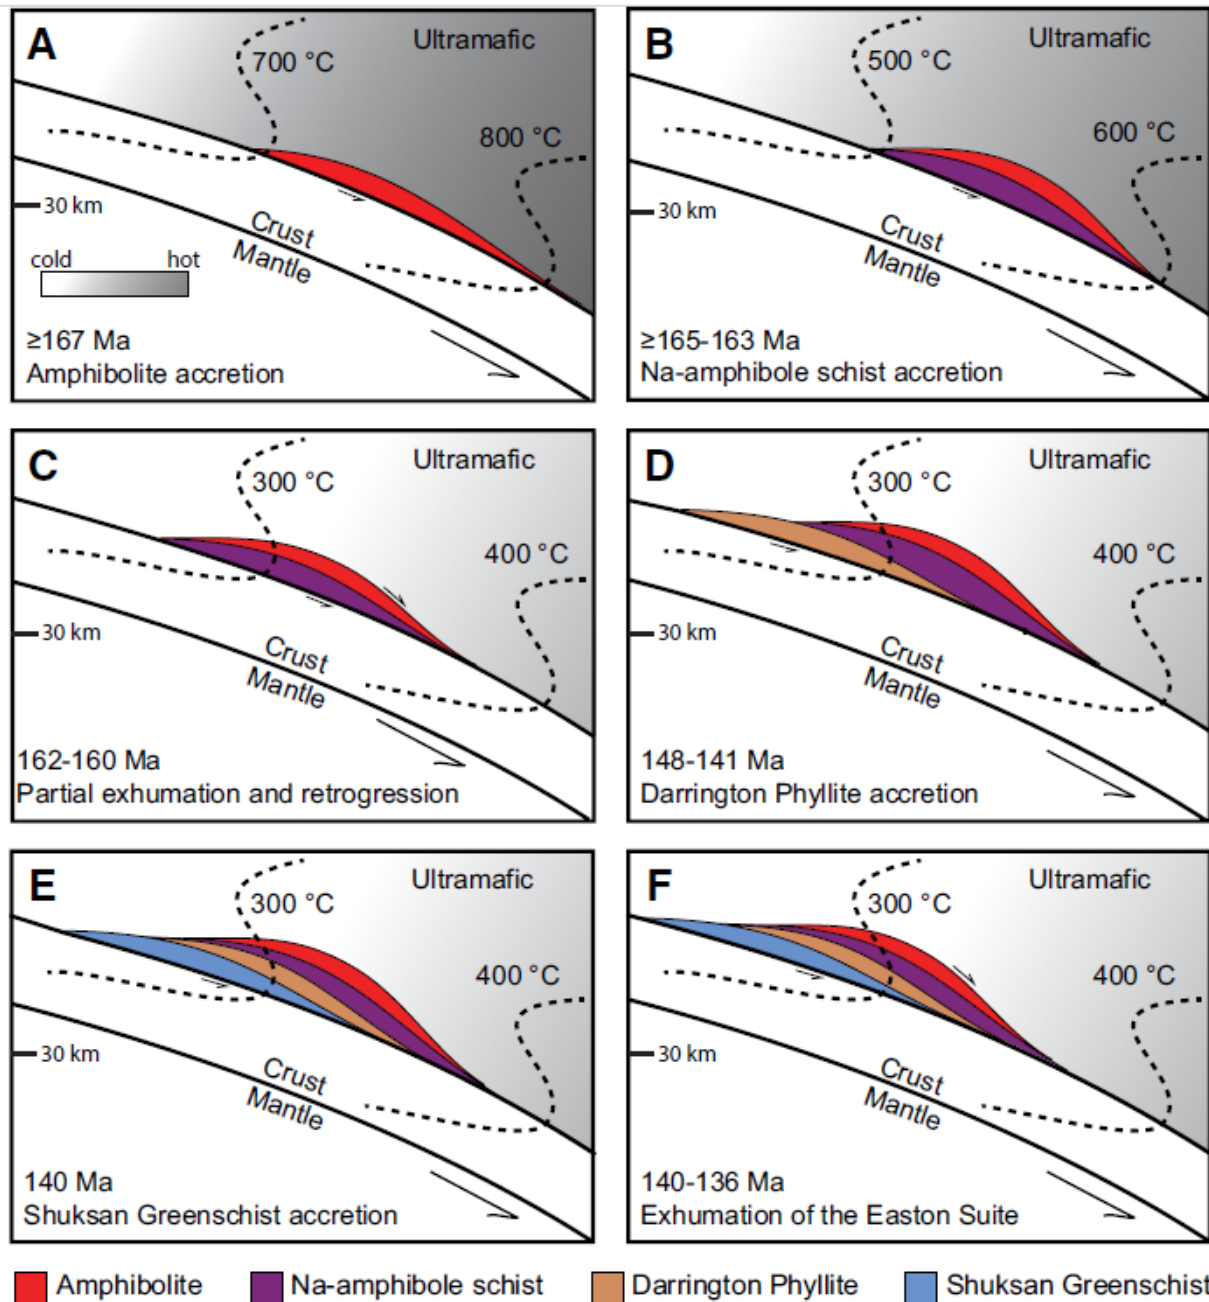 A
Ultramafic
700 °C
800 °C
30 km
Crust
Mantle
cold hot
≥167 Ma
Amphibolite accretion
B
Ultramafic
500 °C
600 °C
30 km
Crust
Mantle
≥165-163 Ma
Na-amphibole schist accretion
C
Ultramafic
300 °C
400 °C
30 km
Crust
Mantle
162-160 Ma
Partial exhumation and retrogression
D
Ultramafic
300 °C
400 °C
30 km
Crust
Mantle
148-141 Ma
Darrington Phyllite accretion
E
Ultramafic
300 °C
400 °C
30 km
Crust
Mantle
140 Ma
Shuksan Greenschist accretion
F
Ultramafic
300 °C
400 °C
30 km
Crust
Mantle
140-136 Ma
Exhumation of the Easton Suite
Amphibolite Na-amphibole schist Darrington Phyllite Shuksan Greenschist